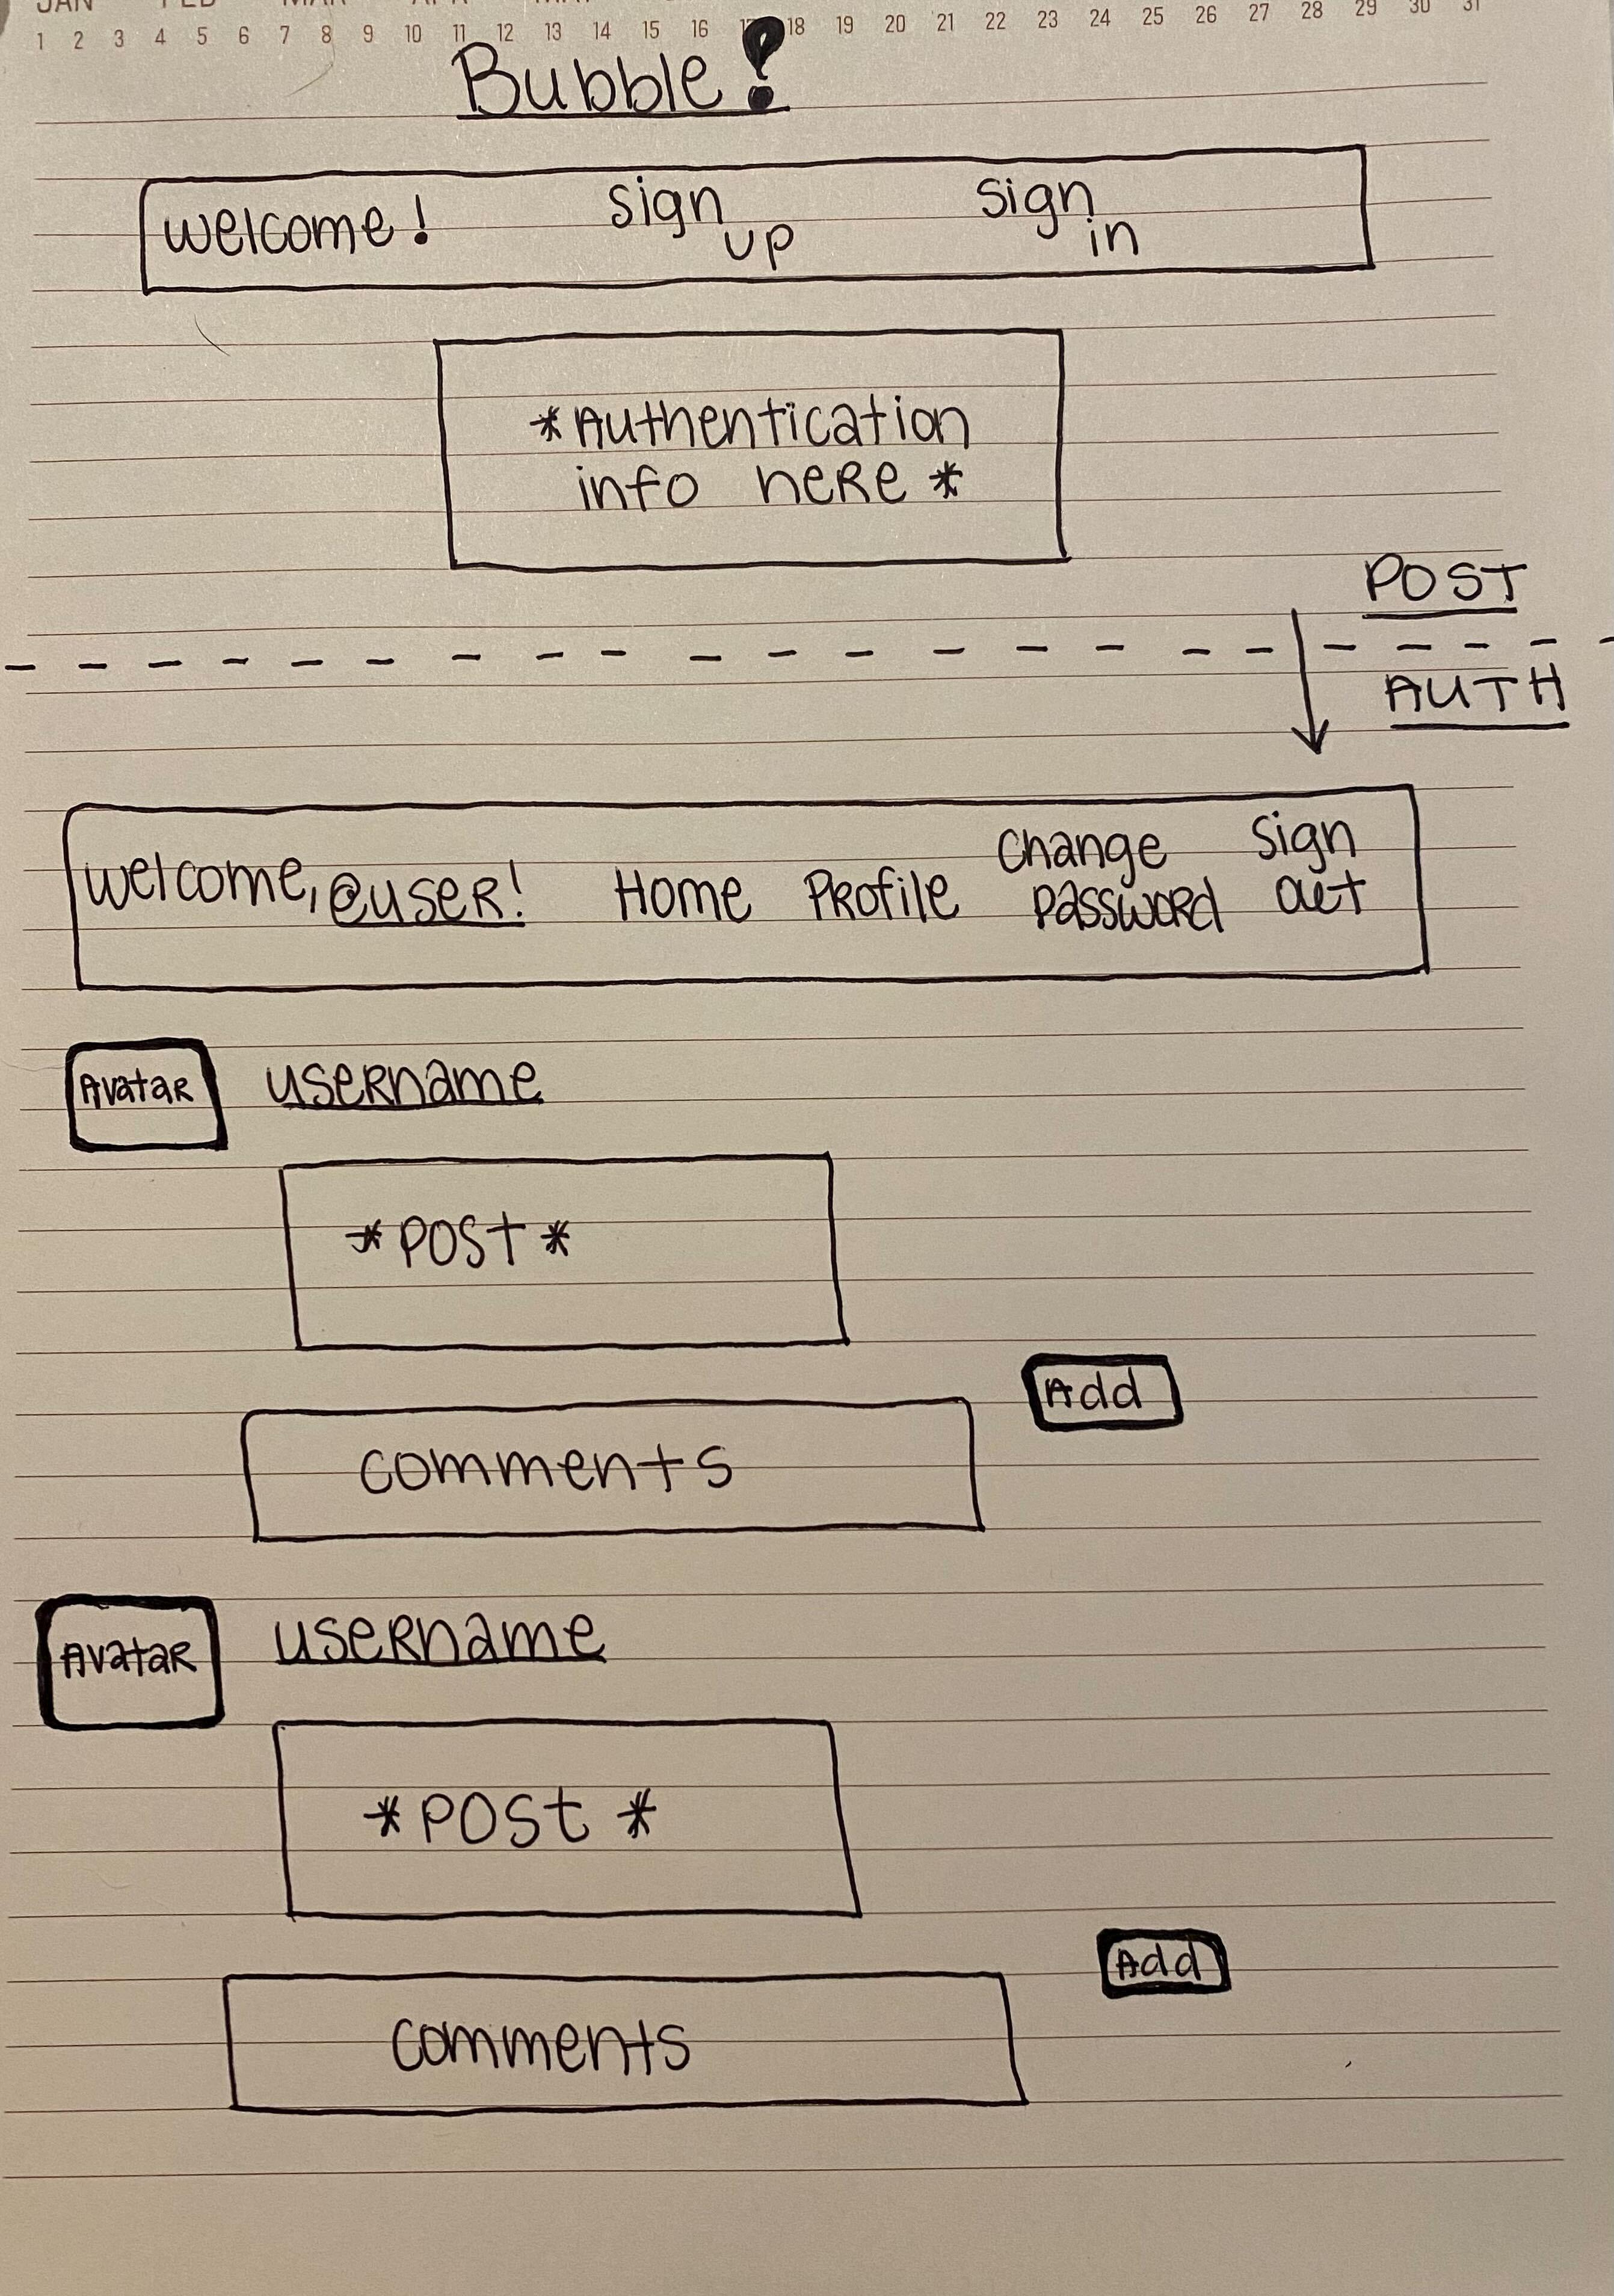 JAN FEB MAR APR MAY
1 2 3 4 5 6 7 8 9 10 11 12 13 14 15 16 17 18 19 20 21 22 23 24 25 26 27 28 29 30 31
Bubble!
welcome! sign up sign in
*Authentication
info here*
POST
AUTH
welcome, @user! Home Profile Change password sign out
Avatar username
*POST*
Add
comments
Avatar username
*POST*
Add
comments